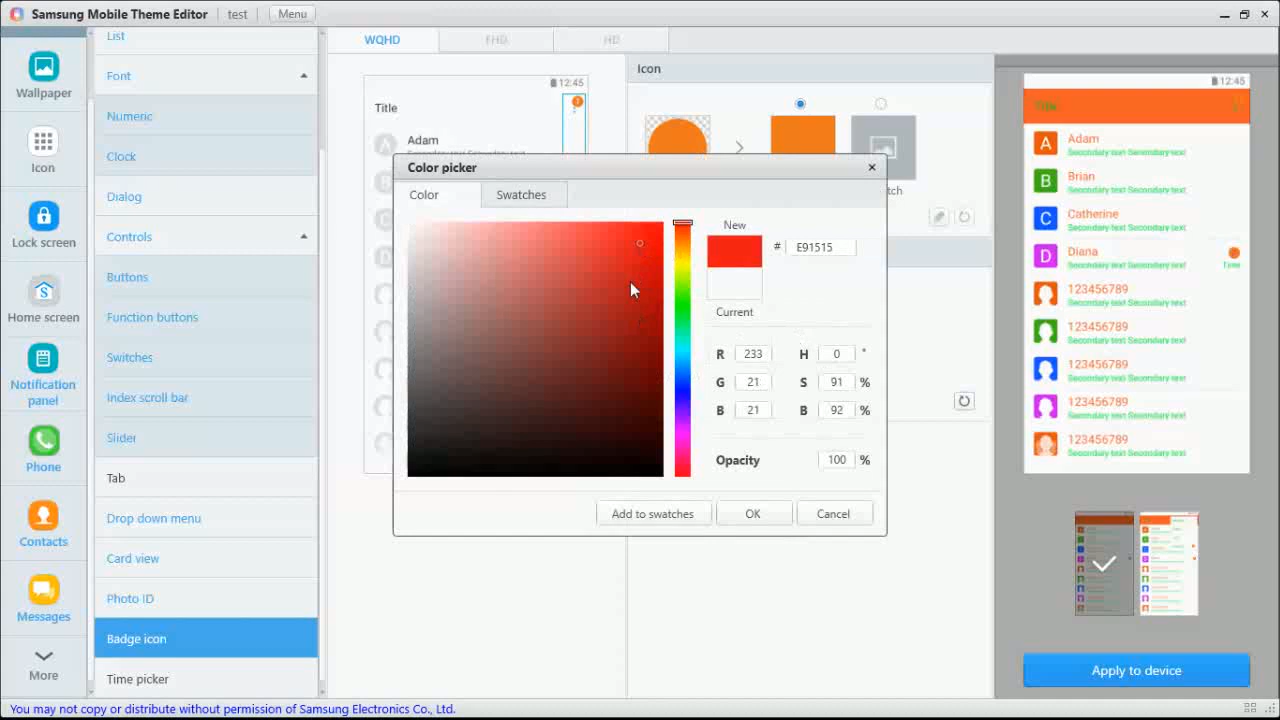 Samsung Mobile Theme Editor test Menu
Wallpaper
Icon
Lock screen
Home screen
Notification
panel
Phone
Contacts
Messages
More
List
Font
Numeric
Clock
Dialog
Controls
Buttons
Function buttons
Switches
Index scroll bar
Slider
Tab
Drop down menu
Card view
Photo ID
Badge icon
Time picker
WQHD FHD HD
12:45
Title
A Adam
Icon
Color picker
Color Swatches
New
# E91515
Current
R 233 H 0 °
G 21 S 91 %
B 21 B 92 %
Opacity 100 %
Add to swatches OK Cancel
12:45
Title
A Adam
Secondary text Secondary text
B Brian
Secondary text Secondary text
C Catherine
Secondary text Secondary text
D Diana
Secondary text Secondary text
123456789
Secondary text Secondary text
123456789
Secondary text Secondary text
123456789
Secondary text Secondary text
123456789
Secondary text Secondary text
123456789
Secondary text Secondary text
Apply to device
You may not copy or distribute without permission of Samsung Electronics Co., Ltd.